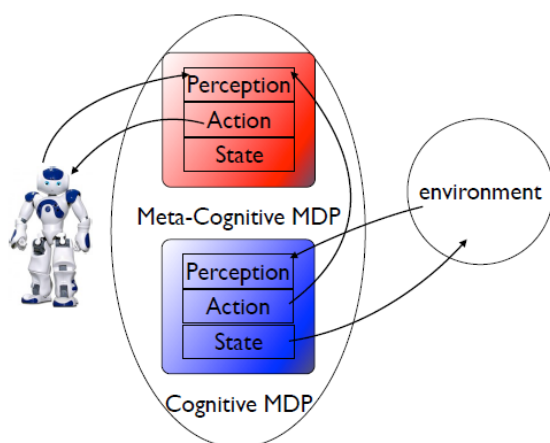 Perception
Action
State
Meta-Cognitive MDP
environment
Perception
Action
State
Cognitive MDP